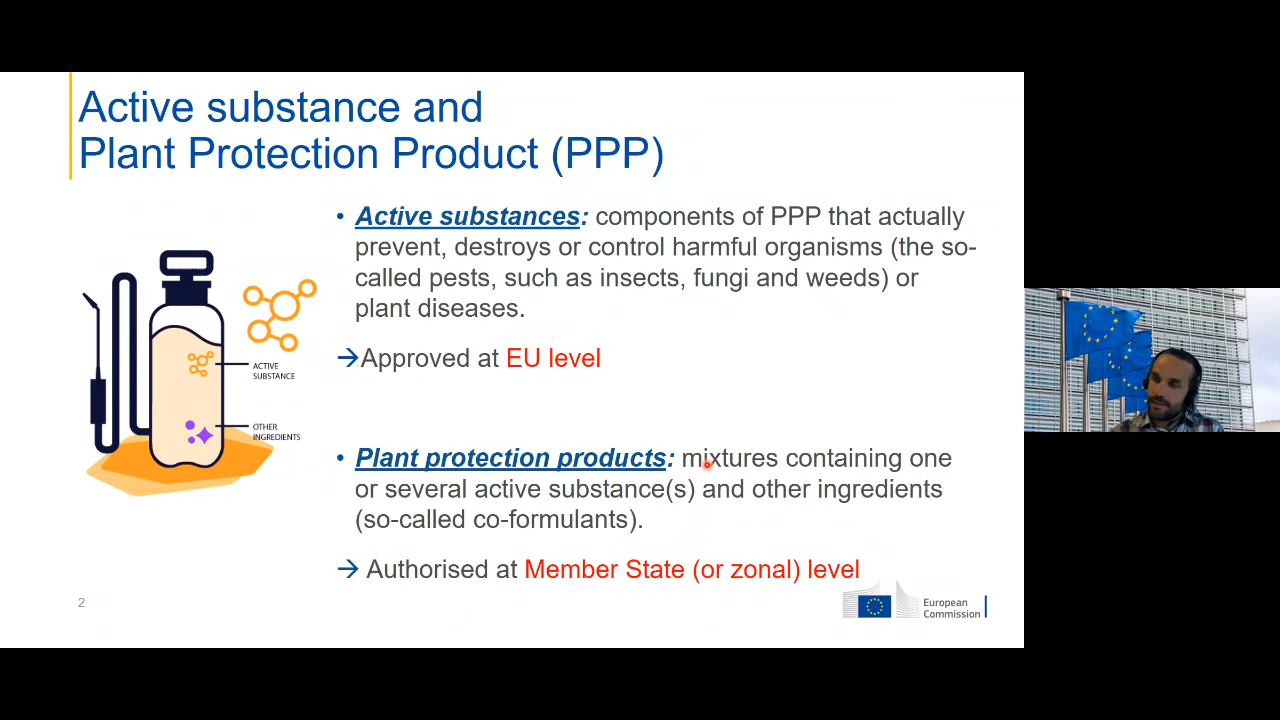 Active substance and
Plant Protection Product (PPP)
• Active substances: components of PPP that actually
prevent, destroys or control harmful organisms (the so-
called pests, such as insects, fungi and weeds) or
plant diseases.
→Approved at EU level
ACTIVE
SUBSTANCE
OTHER
INGREDIENTS
• Plant protection products: mixtures containing one
or several active substance(s) and other ingredients
(so-called co-formulants).
→ Authorised at Member State (or zonal) level
2
European
Commission